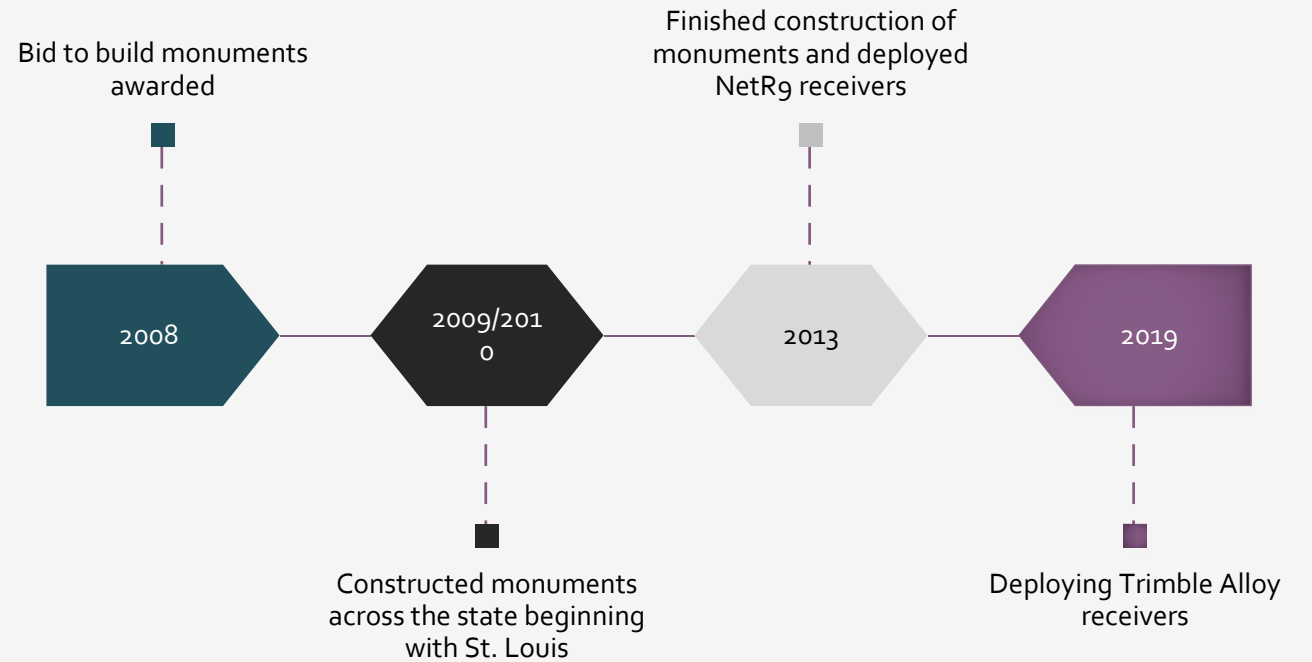 Bid to build monuments
awarded
Finished construction of
monuments and deployed
NetR9 receivers
2008
2009/201
0
2013
2019
Constructed monuments
across the state beginning
with St. Louis
Deploying Trimble Alloy
receivers